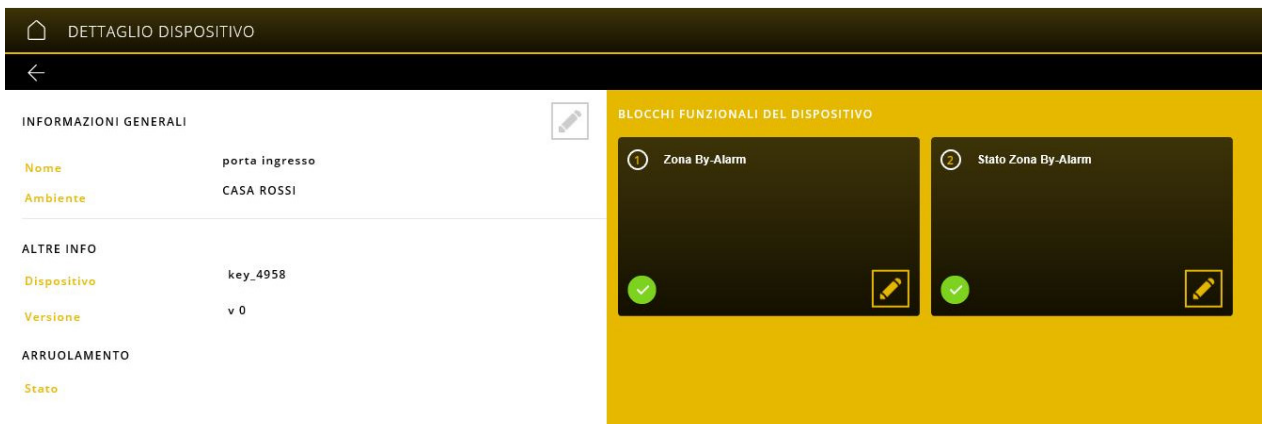 DETTAGLIO DISPOSITIVO
INFORMAZIONI GENERALI
Nome porta ingresso
Ambiente CASA ROSSI
ALTRE INFO
Dispositivo key_4958
Versione v 0
ARRUOLAMENTO
Stato
BLOCCHI FUNZIONALI DEL DISPOSITIVO
1 Zona By-Alarm
2 Stato Zona By-Alarm